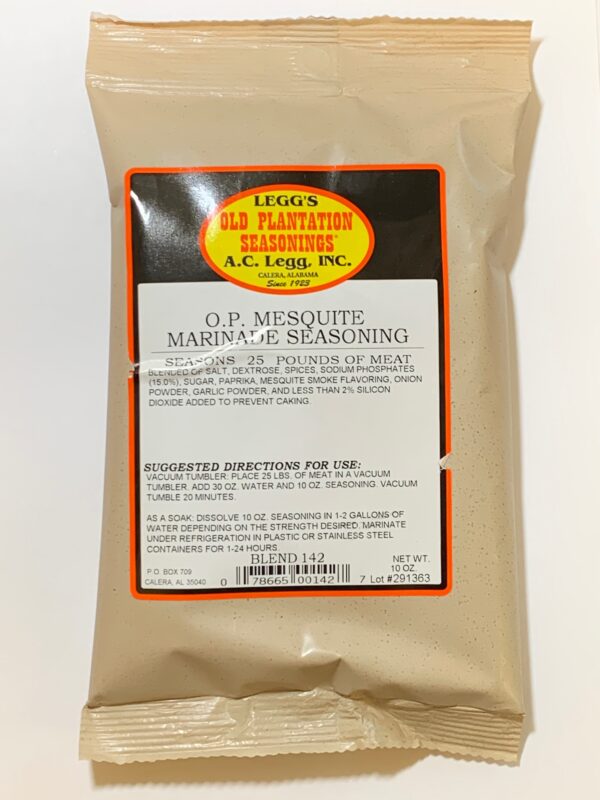 LEGG'S
OLD PLANTATION
SEASONINGS
A.C. Legg, INC.
CALERA, ALABAMA
Since 1923
O.P. MESQUITE
MARINADE SEASONING
SEASONS 25 POUNDS OF MEAT
BLENDED OF SALT, DEXTROSE, SPICES, SODIUM PHOSPHATES
(15.0%), SUGAR, PAPRIKA, MESQUITE SMOKE FLAVORING, ONION
POWDER, GARLIC POWDER, AND LESS THAN 2% SILICON
DIOXIDE ADDED TO PREVENT CAKING.
SUGGESTED DIRECTIONS FOR USE:
VACUUM TUMBLER: PLACE 25 LBS. OF MEAT IN A VACUUM
TUMBLER. ADD 30 OZ. WATER AND 10 OZ. SEASONING. VACUUM
TUMBLE 20 MINUTES.
AS A SOAK: DISSOLVE 10 OZ. SEASONING IN 1-2 GALLONS OF
WATER DEPENDING ON THE STRENGTH DESIRED. MARINATE
UNDER REFRIGERATION IN PLASTIC OR STAINLESS STEEL
CONTAINERS FOR 1-24 HOURS.
BLEND 142
P.O. BOX 709
CALERA, AL 35040
0 78665 00142 7
NET WT.
10 OZ.
Lot #291363